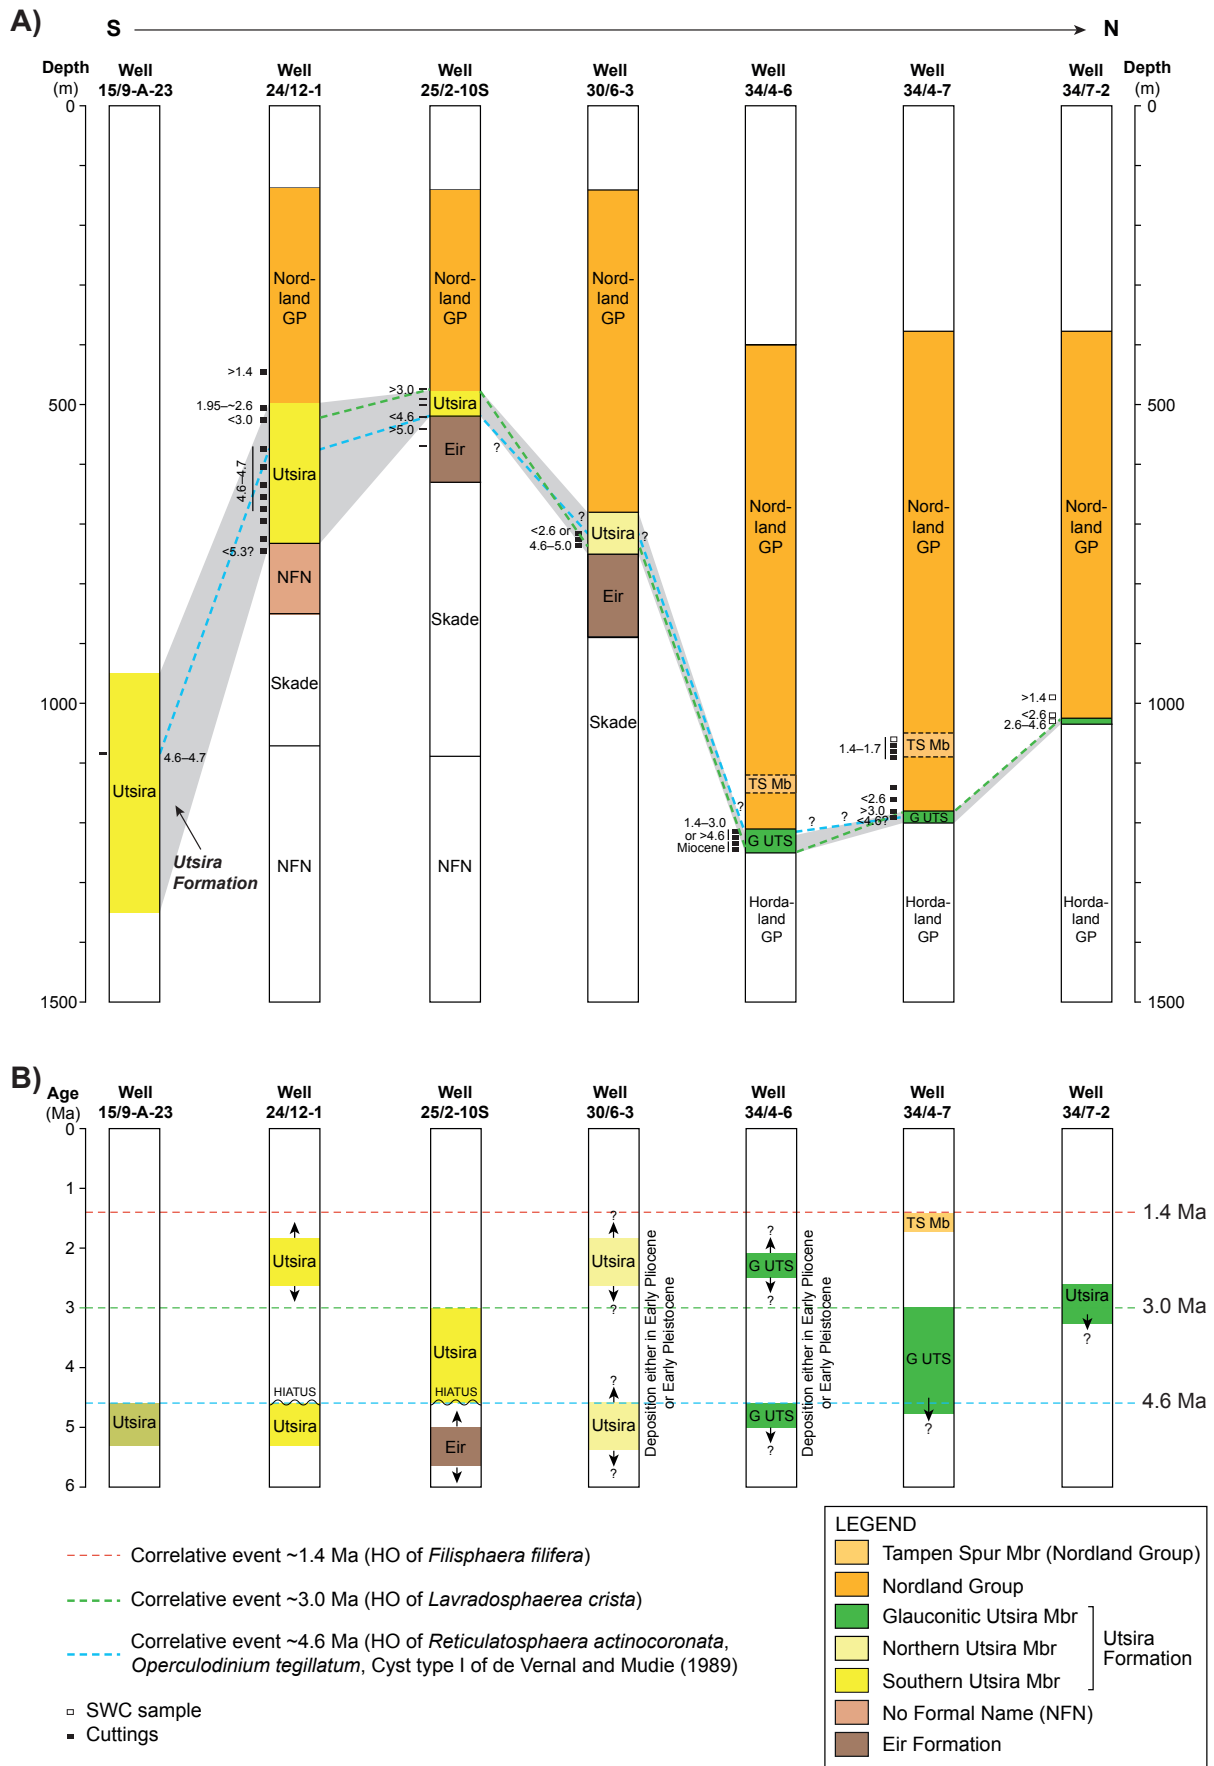 A)
S
N
Depth
(m)
Well
15/9-A-23
Well
24/12-1
Well
25/2-10S
Well
30/6-3
Well
34/4-6
Well
34/4-7
Well
34/7-2
Depth
(m)
0
500
1000
1500
0
500
1000
1500
Utsira
4.6–4.7
Utsira
Formation
Nord-
land
GP
>1.4
1.95–~2.6
<3.0
4.6–4.7
<5.3?
Utsira
NFN
Skade
NFN
Nord-
land
GP
>3.0
<4.6
>5.0
Utsira
Eir
?
Skade
NFN
Nord-
land
GP
?
<2.6 or
4.6–5.0
Utsira
?
Eir
Skade
Nord-
land
GP
TS Mb
?
1.4–3.0
or >4.6
Miocene
G UTS
Horda-
land
GP
?
?
Nord-
land
GP
1.4–1.7
TS Mb
<2.6
>3.0
<4.6?
G UTS
Horda-
land
GP
Nord-
land
GP
>1.4
<2.6
2.6–4.6
Horda-
land
GP
B)
Age
(Ma)
Well
15/9-A-23
Well
24/12-1
Well
25/2-10S
Well
30/6-3
Well
34/4-6
Well
34/4-7
Well
34/7-2
0
1
2
3
4
5
6
1.4 Ma
3.0 Ma
4.6 Ma
Utsira
Utsira
HIATUS
Utsira
Utsira
HIATUS
Eir
?
Utsira
?
?
Utsira
?
Deposition either in Early Pliocene
or Early Pleistocene
?
G UTS
?
G UTS
?
Deposition either in Early Pliocene
or Early Pleistocene
TS Mb
G UTS
?
Utsira
?
Correlative event ~1.4 Ma (HO of Filisphaera filifera)
Correlative event ~3.0 Ma (HO of Lavradosphaerea crista)
Correlative event ~4.6 Ma (HO of Reticulatosphaera actinocoronata,
Operculodinium tegillatum, Cyst type I of de Vernal and Mudie (1989)
SWC sample
Cuttings
LEGEND
Tampen Spur Mbr (Nordland Group)
Nordland Group
Glauconitic Utsira Mbr
Northern Utsira Mbr
Southern Utsira Mbr
Utsira
Formation
No Formal Name (NFN)
Eir Formation